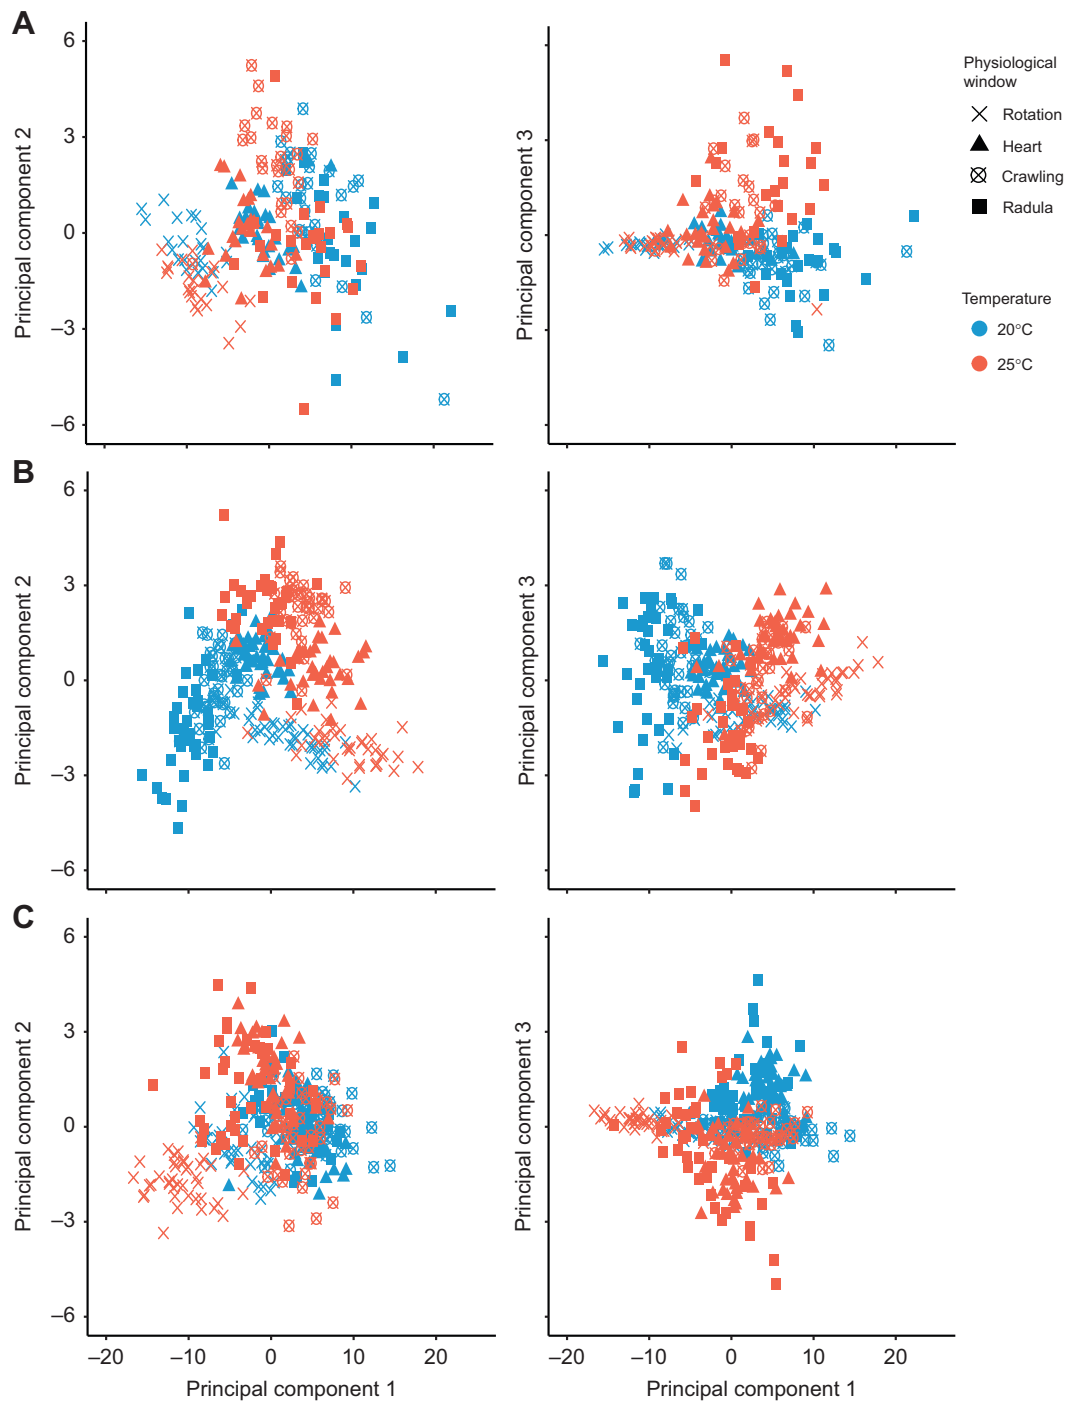 A
6
3
0
–3
–6
Principal component 2
Principal component 3
Physiological
window
Rotation
Heart
Crawling
Radula
Temperature
20°C
25°C
B
6
3
0
–3
–6
Principal component 2
Principal component 3
C
6
3
0
–3
–6
Principal component 2
Principal component 3
–20 –10 0 10 20
–20 –10 0 10 20
Principal component 1
Principal component 1